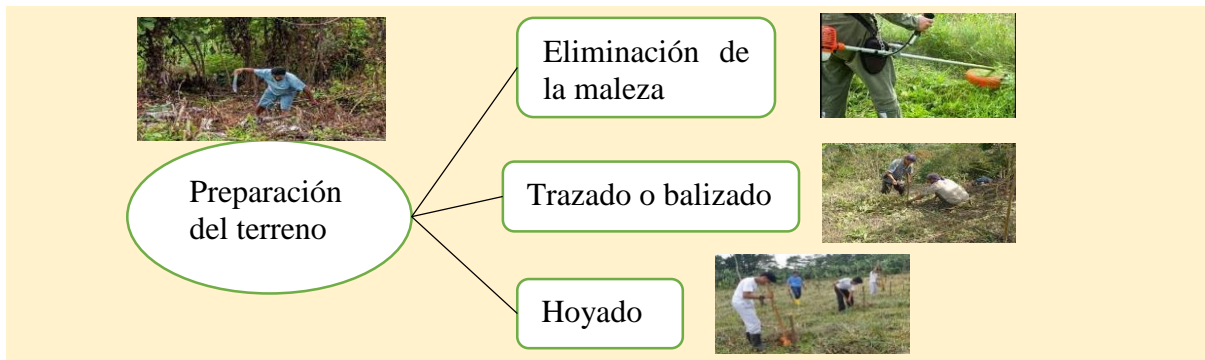 Preparación
del terreno
Eliminación de
la maleza
Trazado o balizado
Hoyado